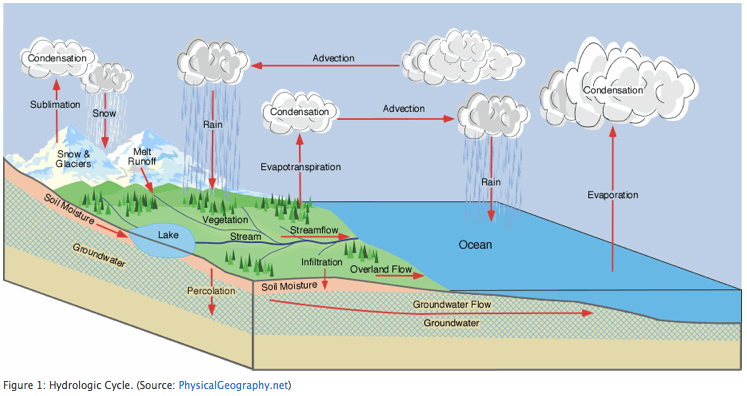 Condensation
Advection
Sublimation
Snow
Rain
Condensation
Advection
Condensation
Snow &
Glaciers
Melt
Runoff
Evapotranspiration
Rain
Evaporation
Soil Moisture
Vegetation
Lake
Stream
Streamflow
Ocean
Groundwater
Infiltration
Overland Flow
Percolation
Soil Moisture
Groundwater Flow
Groundwater
Figure 1: Hydrologic Cycle. (Source: PhysicalGeography.net)